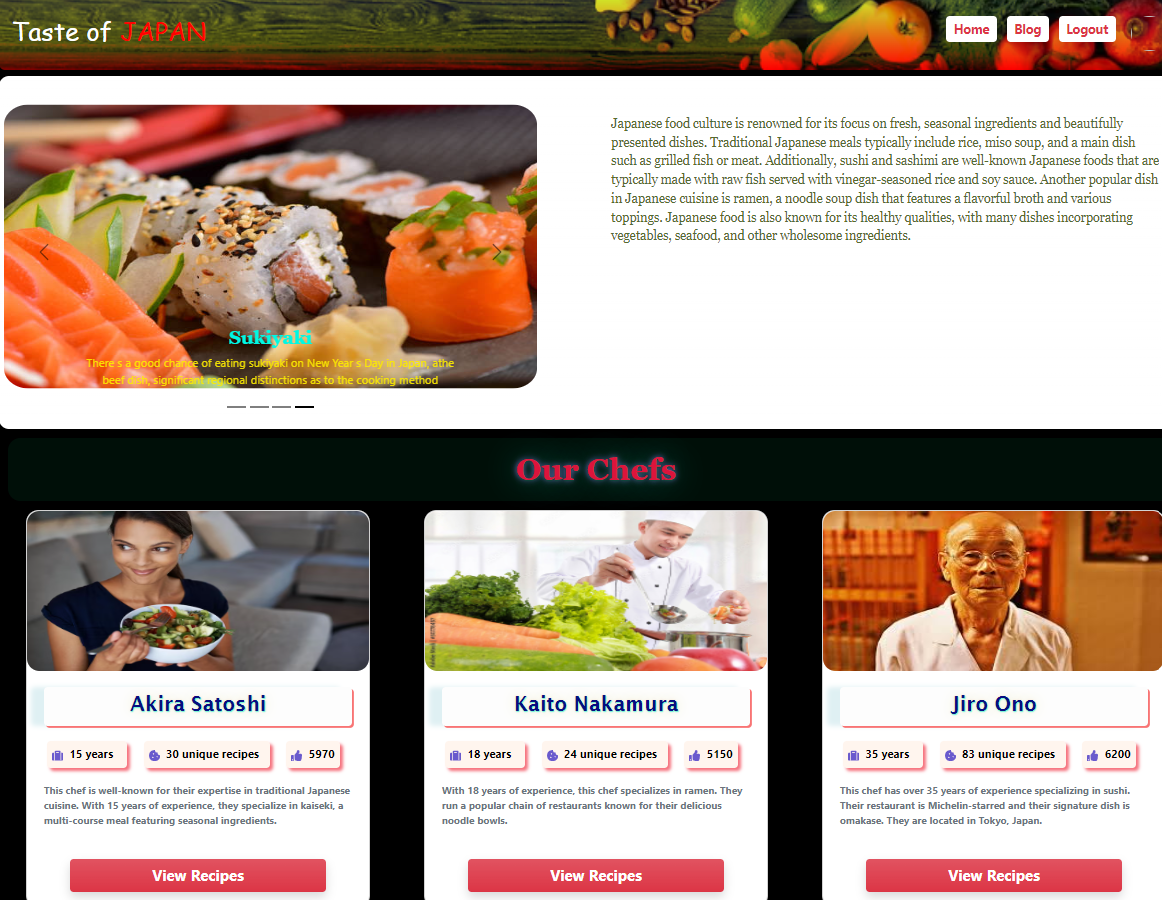 Taste of JAPAN
Home Blog Logout
Japanese food culture is renowned for its focus on fresh, seasonal ingredients and beautifully
presented dishes. Traditional Japanese meals typically include rice, miso soup, and a main dish
such as grilled fish or meat. Additionally, sushi and sashimi are well-known Japanese foods that are
typically made with raw fish served with vinegar-seasoned rice and soy sauce. Another popular dish
in Japanese cuisine is ramen, a noodle soup dish that features a flavorful broth and various
toppings. Japanese food is also known for its healthy qualities, with many dishes incorporating
vegetables, seafood, and other wholesome ingredients.
Sukiyaki
There s a good chance of eating sukiyaki on New Year s Day in Japan, athe
beef dish, significant regional distinctions as to the cooking method
Our Chefs
Akira Satoshi
15 years 30 unique recipes 5970
This chef is well-known for their expertise in traditional Japanese
cuisine. With 15 years of experience, they specialize in kaiseki, a
multi-course meal featuring seasonal ingredients.
View Recipes
Kaito Nakamura
18 years 24 unique recipes 5150
With 18 years of experience, this chef specializes in ramen. They
run a popular chain of restaurants known for their delicious
noodle bowls.
View Recipes
Jiro Ono
35 years 83 unique recipes 6200
This chef has over 35 years of experience specializing in sushi.
Their restaurant is Michelin-starred and their signature dish is
omakase. They are located in Tokyo, Japan.
View Recipes